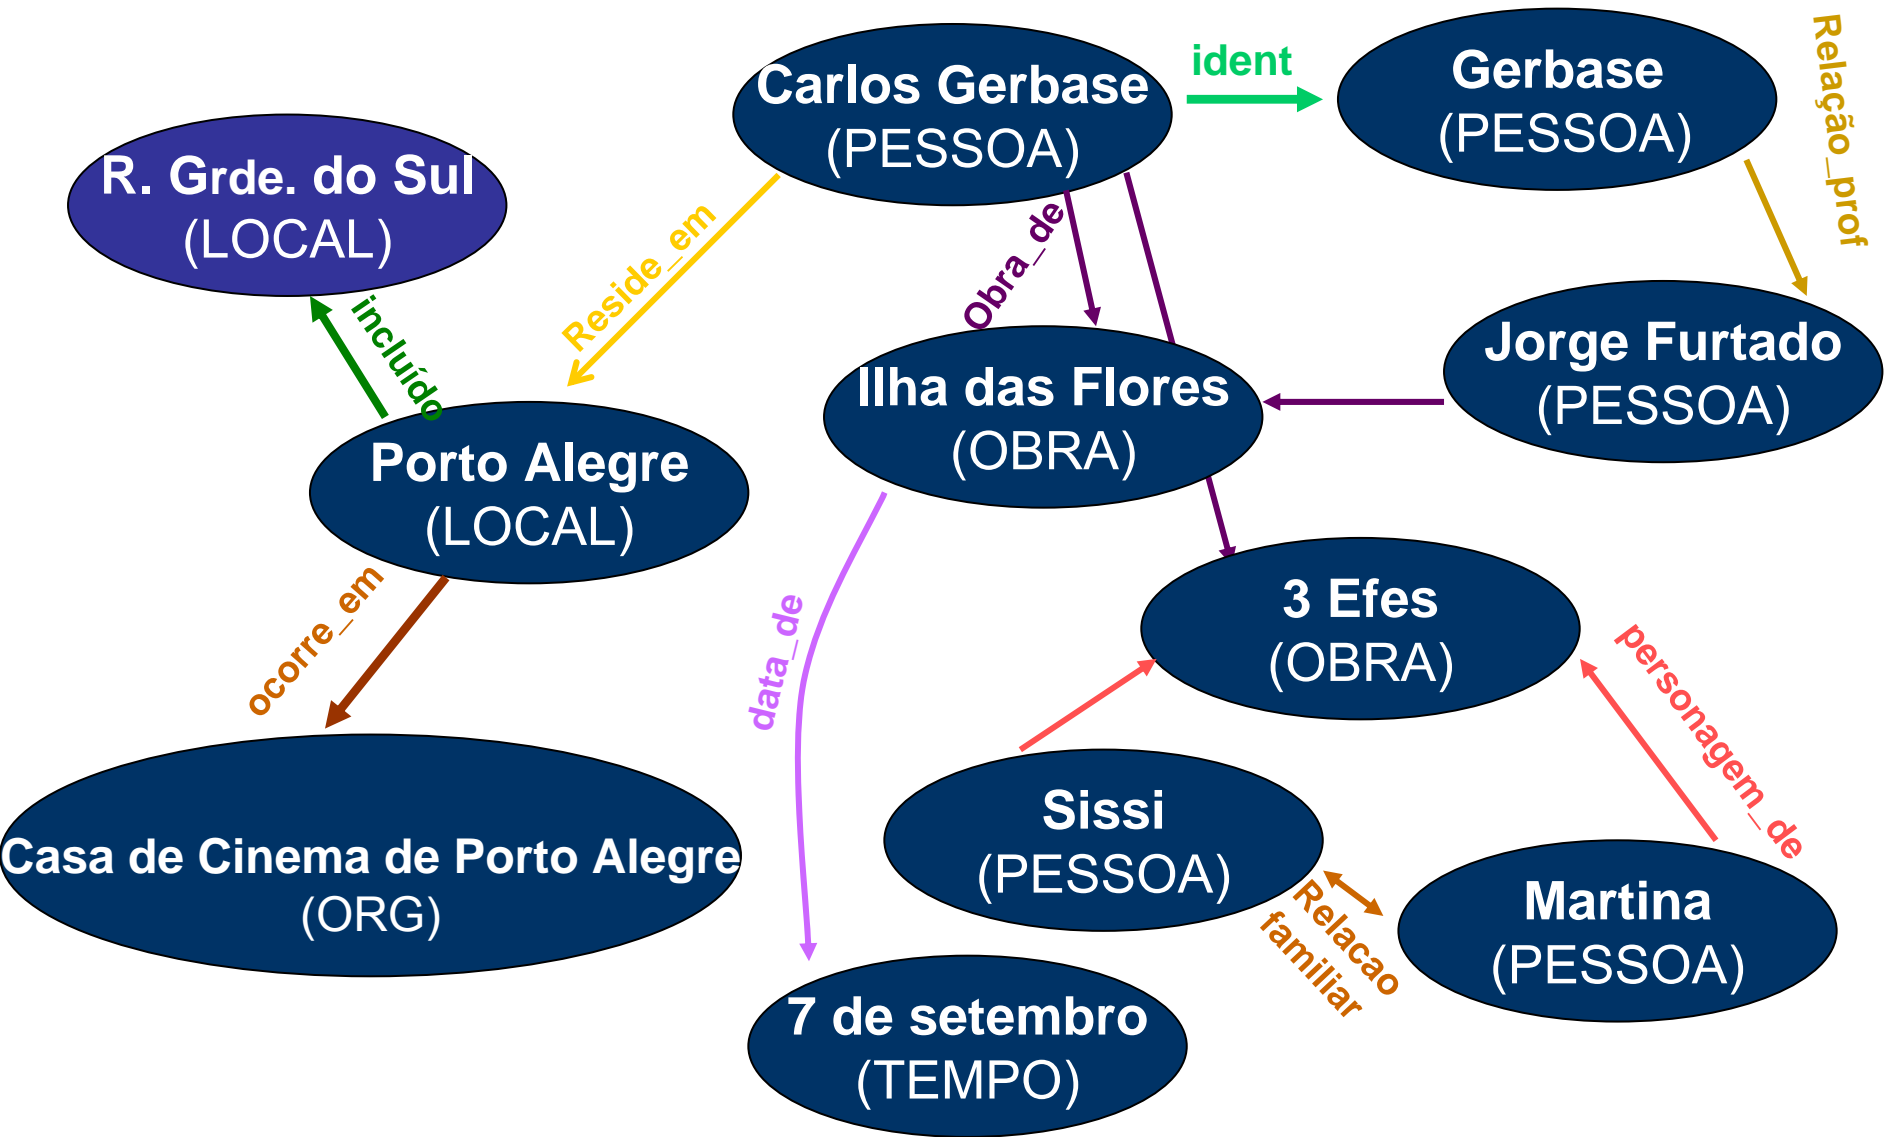 Carlos Gerbase
(PESSOA)
ident
Gerbase
(PESSOA)
Relação_prof
R. Grde. do Sul
(LOCAL)
Reside_em
Obra_de
incluído
Jorge Furtado
(PESSOA)
Ilha das Flores
(OBRA)
Porto Alegre
(LOCAL)
ocorre_em
data_de
3 Efes
(OBRA)
personagem_de
Casa de Cinema de Porto Alegre
(ORG)
Sissi
(PESSOA)
Relacao
familiar
Martina
(PESSOA)
7 de setembro
(TEMPO)